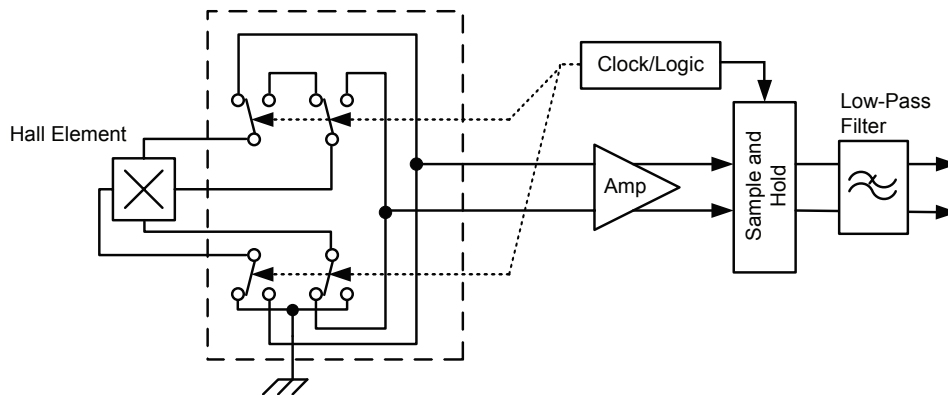 Hall Element
Clock/Logic
Amp
Sample and
Hold
Low-Pass
Filter